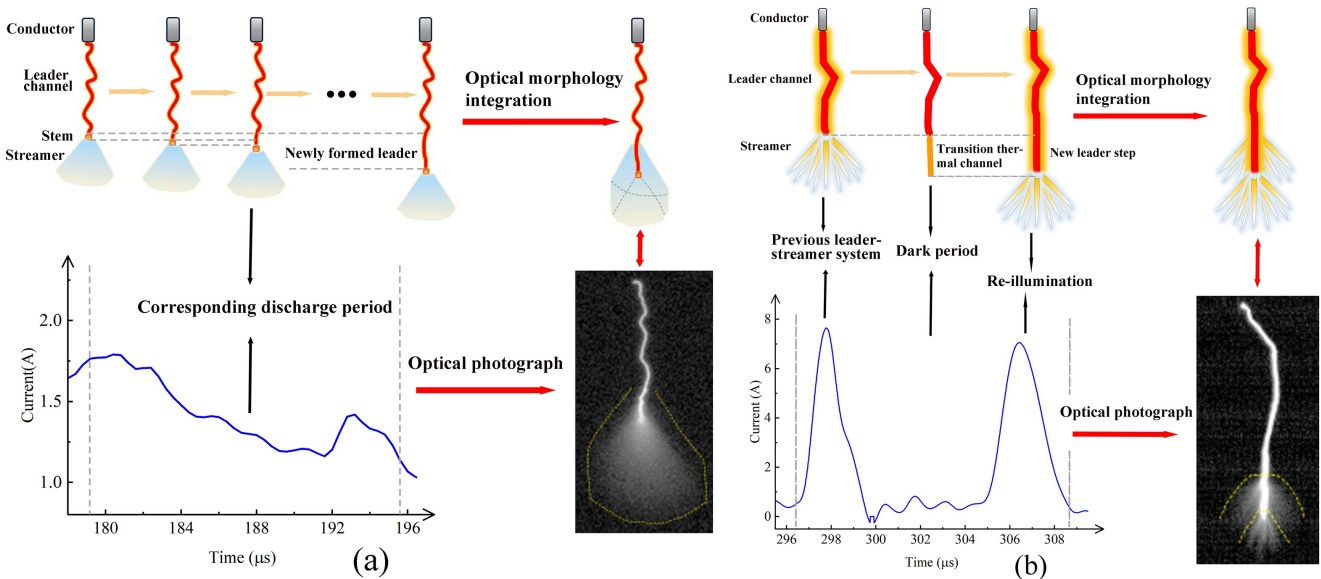 Conductor
Leader
channel
Stem
Streamer
Newly formed leader
Optical morphology
integration
Corresponding discharge period
2.0
1.5
1.0
Current(A)
180
184
188
192
196
Time (μs)
Optical photograph
(a)
Conductor
Leader channel
Streamer
Transition ther-
mal channel
New leader step
Optical morphology
integration
Previous leader-
streamer system
Dark period
Re-illumination
8
6
4
2
0
Current (A)
296
298
300
302
304
306
308
Time (μs)
Optical photograph
(b)